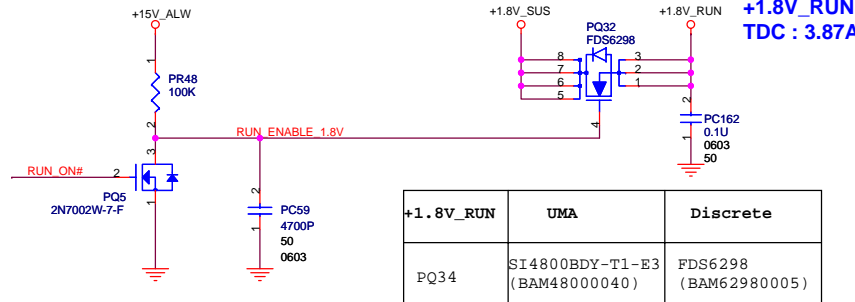 +15V_ALW
+1.8V_SUS
+1.8V_RUN
+1.8V_RUN
TDC : 3.87A
PQ32
FDS6298
8
7
6
5
3
2
1
4
1
PR48
100K
2
RUN_ENABLE_1.8V
2
PC162
0.1U
0603
50
1
3
RUN_ON#
2
PQ5
2N7002W-7-F
1
2
PC59
4700P
50
0603
1
+1.8V_RUN UMA Discrete
PQ34 SI4800BDY-T1-E3 FDS6298
(BAM48000040) (BAM62980005)